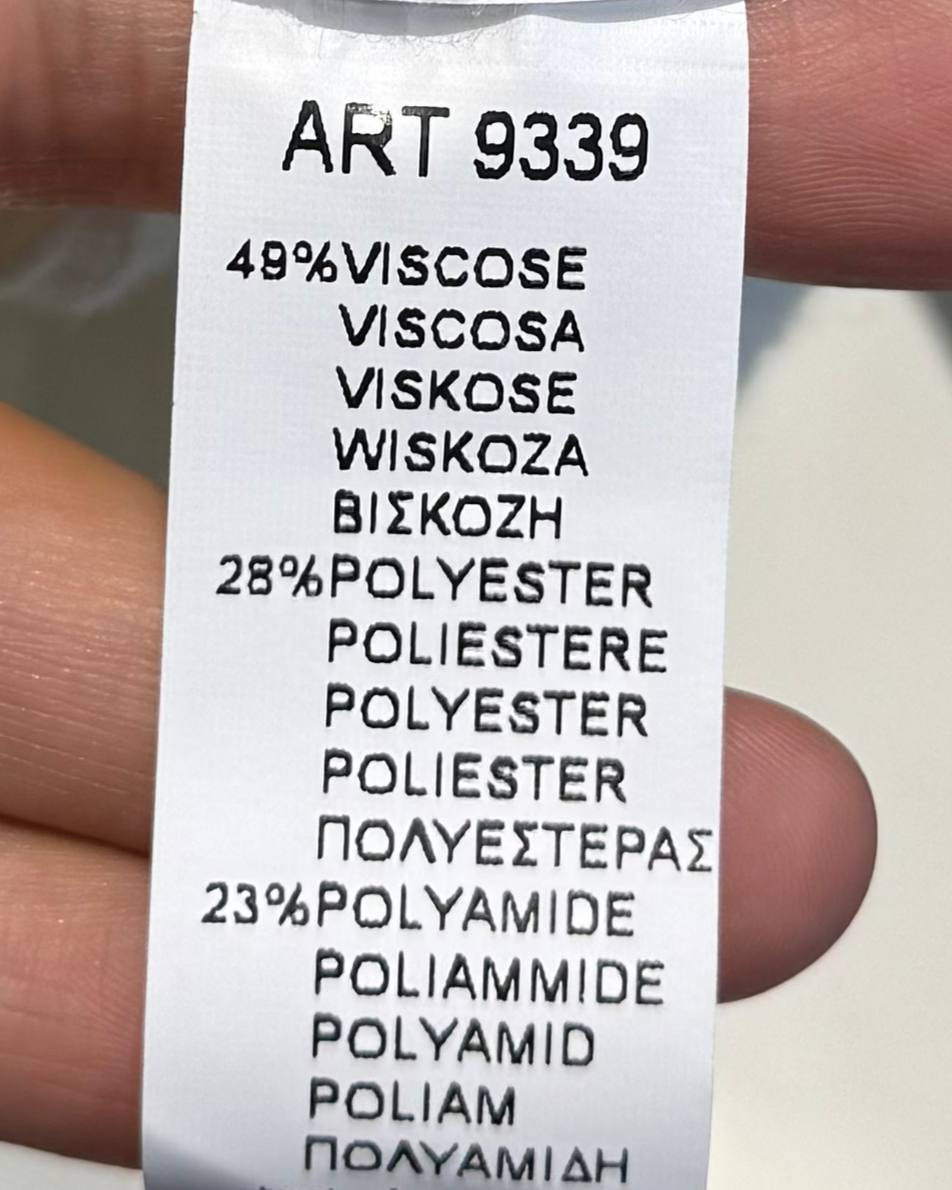 ART 9339
49%VISCOSE
VISCOSA
VISKOSE
WISKOZA
ΒΙΣΚΟΖΗ
28%POLYESTER
POLIESTERE
POLYESTER
POLIESTER
ΠΟΛΥΕΣΤΕΡΑΣ
23%POLYAMIDE
POLIAMMIDE
POLYAMID
POLIAM
ΠΟΛΥΑΜΙΔΗ